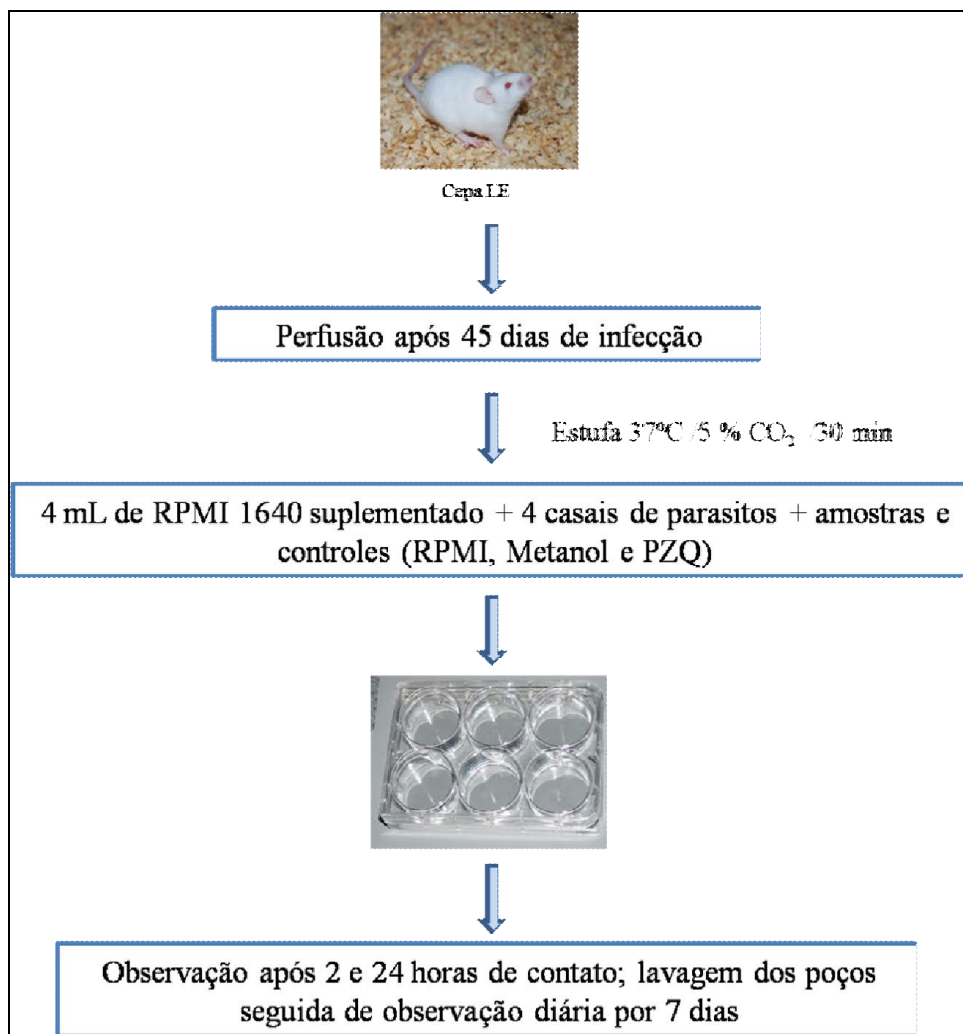 Cepa LE
Perfusão após 45 dias de infecção
Estufa 37ºC /5 % CO₂ /30 min
4 mL de RPMI 1640 suplementado + 4 casais de parasitos + amostras e
controles (RPMI, Metanol e PZQ)
Observação após 2 e 24 horas de contato; lavagem dos poços
seguida de observação diária por 7 dias